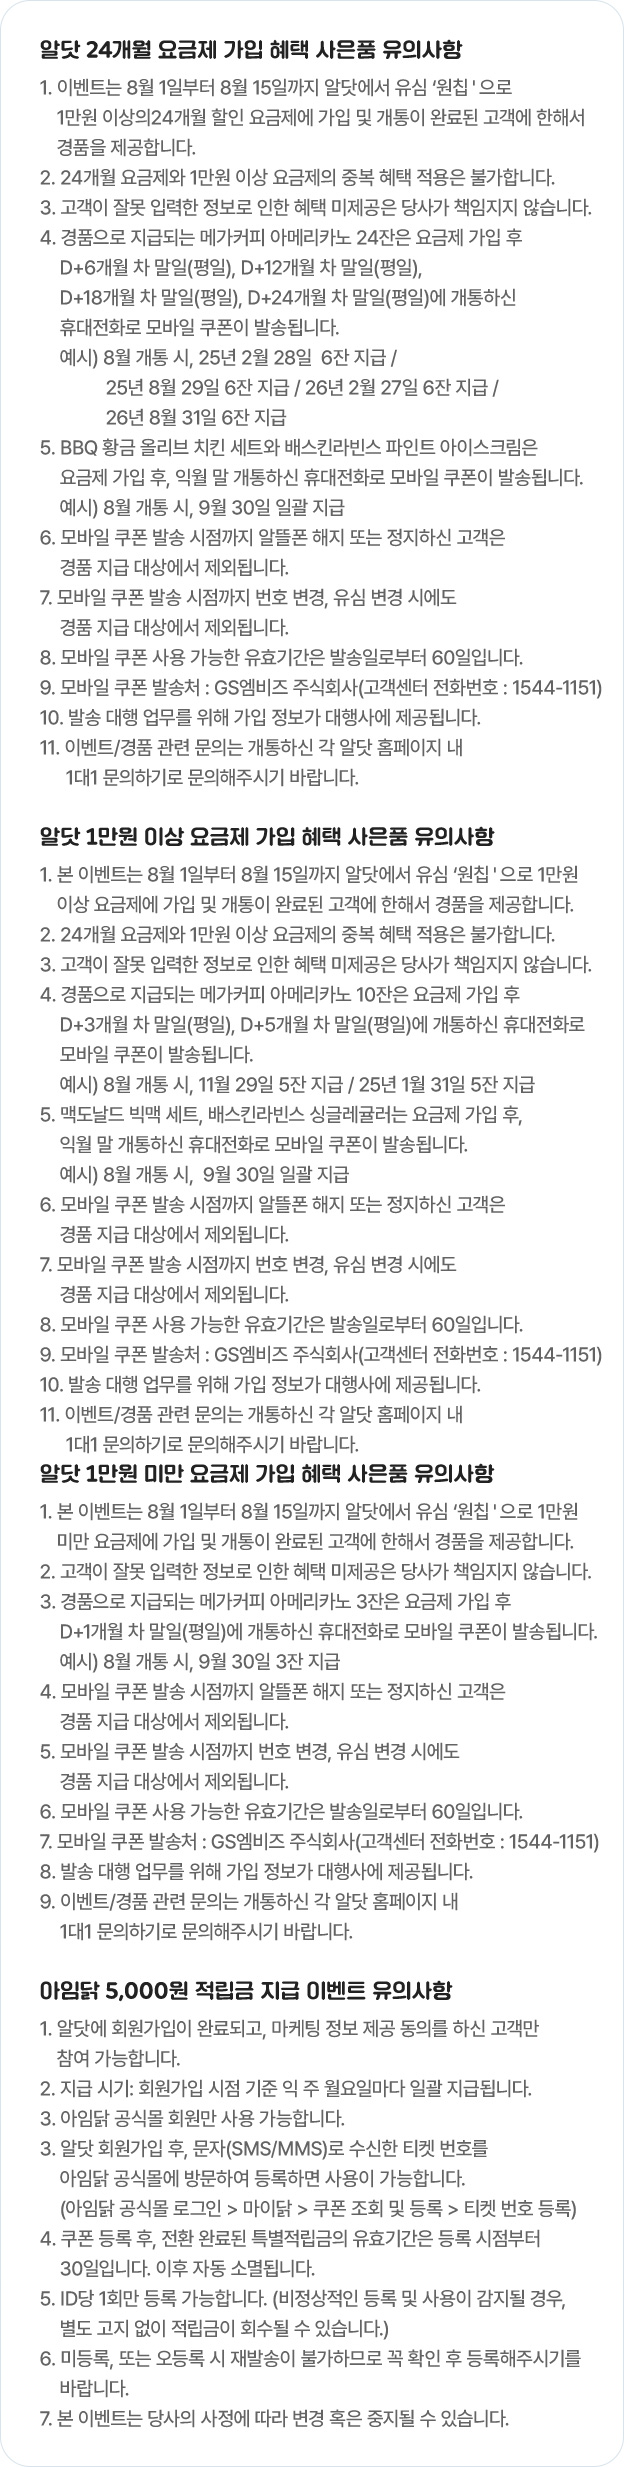 알닷 24개월 요금제 가입 혜택 사은품 유의사항
1. 이벤트는 8월 1일부터 8월 15일까지 알닷에서 유심 ‘원칩 ' 으로
1만원 이상의24개월 할인 요금제에 가입 및 개통이 완료된 고객에 한해서
경품을 제공합니다.
2. 24개월 요금제와 1만원 이상 요금제의 중복 혜택 적용은 불가합니다.
3. 고객이 잘못 입력한 정보로 인한 혜택 미제공은 당사가 책임지지 않습니다.
4. 경품으로 지급되는 메가커피 아메리카노 24잔은 요금제 가입 후
D+6개월 차 말일(평일), D+12개월 차 말일(평일),
D+18개월 차 말일(평일), D+24개월 차 말일(평일)에 개통하신
휴대전화로 모바일 쿠폰이 발송됩니다.
예시) 8월 개통 시, 25년 2월 28일  6잔 지급 /
25년 8월 29일 6잔 지급 / 26년 2월 27일 6잔 지급 /
26년 8월 31일 6잔 지급
5. BBQ 황금 올리브 치킨 세트와 배스킨라빈스 파인트 아이스크림은
요금제 가입 후, 익월 말 개통하신 휴대전화로 모바일 쿠폰이 발송됩니다.
예시) 8월 개통 시, 9월 30일 일괄 지급
6. 모바일 쿠폰 발송 시점까지 알뜰폰 해지 또는 정지하신 고객은
경품 지급 대상에서 제외됩니다.
7. 모바일 쿠폰 발송 시점까지 번호 변경, 유심 변경 시에도
경품 지급 대상에서 제외됩니다.
8. 모바일 쿠폰 사용 가능한 유효기간은 발송일로부터 60일입니다.
9. 모바일 쿠폰 발송처 : GS엠비즈 주식회사(고객센터 전화번호 : 1544-1151)
10. 발송 대행 업무를 위해 가입 정보가 대행사에 제공됩니다.
11. 이벤트/경품 관련 문의는 개통하신 각 알닷 홈페이지 내
1대1 문의하기로 문의해주시기 바랍니다.
알닷 1만원 이상 요금제 가입 혜택 사은품 유의사항
1. 본 이벤트는 8월 1일부터 8월 15일까지 알닷에서 유심 ‘원칩 ' 으로 1만원
이상 요금제에 가입 및 개통이 완료된 고객에 한해서 경품을 제공합니다.
2. 24개월 요금제와 1만원 이상 요금제의 중복 혜택 적용은 불가합니다.
3. 고객이 잘못 입력한 정보로 인한 혜택 미제공은 당사가 책임지지 않습니다.
4. 경품으로 지급되는 메가커피 아메리카노 10잔은 요금제 가입 후
D+3개월 차 말일(평일), D+5개월 차 말일(평일)에 개통하신 휴대전화로
모바일 쿠폰이 발송됩니다.
예시) 8월 개통 시, 11월 29일 5잔 지급 / 25년 1월 31일 5잔 지급
5. 맥도날드 빅맥 세트, 배스킨라빈스 싱글레귤러는 요금제 가입 후,
익월 말 개통하신 휴대전화로 모바일 쿠폰이 발송됩니다.
예시) 8월 개통 시,  9월 30일 일괄 지급
6. 모바일 쿠폰 발송 시점까지 알뜰폰 해지 또는 정지하신 고객은
경품 지급 대상에서 제외됩니다.
7. 모바일 쿠폰 발송 시점까지 번호 변경, 유심 변경 시에도
경품 지급 대상에서 제외됩니다.
8. 모바일 쿠폰 사용 가능한 유효기간은 발송일로부터 60일입니다.
9. 모바일 쿠폰 발송처 : GS엠비즈 주식회사(고객센터 전화번호 : 1544-1151)
10. 발송 대행 업무를 위해 가입 정보가 대행사에 제공됩니다.
11. 이벤트/경품 관련 문의는 개통하신 각 알닷 홈페이지 내
1대1 문의하기로 문의해주시기 바랍니다.
알닷 1만원 미만 요금제 가입 혜택 사은품 유의사항
1. 본 이벤트는 8월 1일부터 8월 15일까지 알닷에서 유심 ‘원칩 ' 으로 1만원
미만 요금제에 가입 및 개통이 완료된 고객에 한해서 경품을 제공합니다.
2. 고객이 잘못 입력한 정보로 인한 혜택 미제공은 당사가 책임지지 않습니다.
3. 경품으로 지급되는 메가커피 아메리카노 3잔은 요금제 가입 후
D+1개월 차 말일(평일)에 개통하신 휴대전화로 모바일 쿠폰이 발송됩니다.
예시) 8월 개통 시, 9월 30일 3잔 지급
4. 모바일 쿠폰 발송 시점까지 알뜰폰 해지 또는 정지하신 고객은
경품 지급 대상에서 제외됩니다.
5. 모바일 쿠폰 발송 시점까지 번호 변경, 유심 변경 시에도
경품 지급 대상에서 제외됩니다.
6. 모바일 쿠폰 사용 가능한 유효기간은 발송일로부터 60일입니다.
7. 모바일 쿠폰 발송처 : GS엠비즈 주식회사(고객센터 전화번호 : 1544-1151)
8. 발송 대행 업무를 위해 가입 정보가 대행사에 제공됩니다.
9. 이벤트/경품 관련 문의는 개통하신 각 알닷 홈페이지 내
1대1 문의하기로 문의해주시기 바랍니다.
아임닭 5,000원 적립금 지급 이벤트 유의사항
1. 알닷에 회원가입이 완료되고, 마케팅 정보 제공 동의를 하신 고객만
참여 가능합니다.
2. 지급 시기: 회원가입 시점 기준 익 주 월요일마다 일괄 지급됩니다.
3. 아임닭 공식몰 회원만 사용 가능합니다.
3. 알닷 회원가입 후, 문자(SMS/MMS)로 수신한 티켓 번호를
아임닭 공식몰에 방문하여 등록하면 사용이 가능합니다.
(아임닭 공식몰 로그인 > 마이닭 > 쿠폰 조회 및 등록 > 티켓 번호 등록)
4. 쿠폰 등록 후, 전환 완료된 특별적립금의 유효기간은 등록 시점부터
30일입니다. 이후 자동 소멸됩니다.
5. ID당 1회만 등록 가능합니다. (비정상적인 등록 및 사용이 감지될 경우,
별도 고지 없이 적립금이 회수될 수 있습니다.)
6. 미등록, 또는 오등록 시 재발송이 불가하므로 꼭 확인 후 등록해주시기를
바랍니다.
7. 본 이벤트는 당사의 사정에 따라 변경 혹은 중지될 수 있습니다.